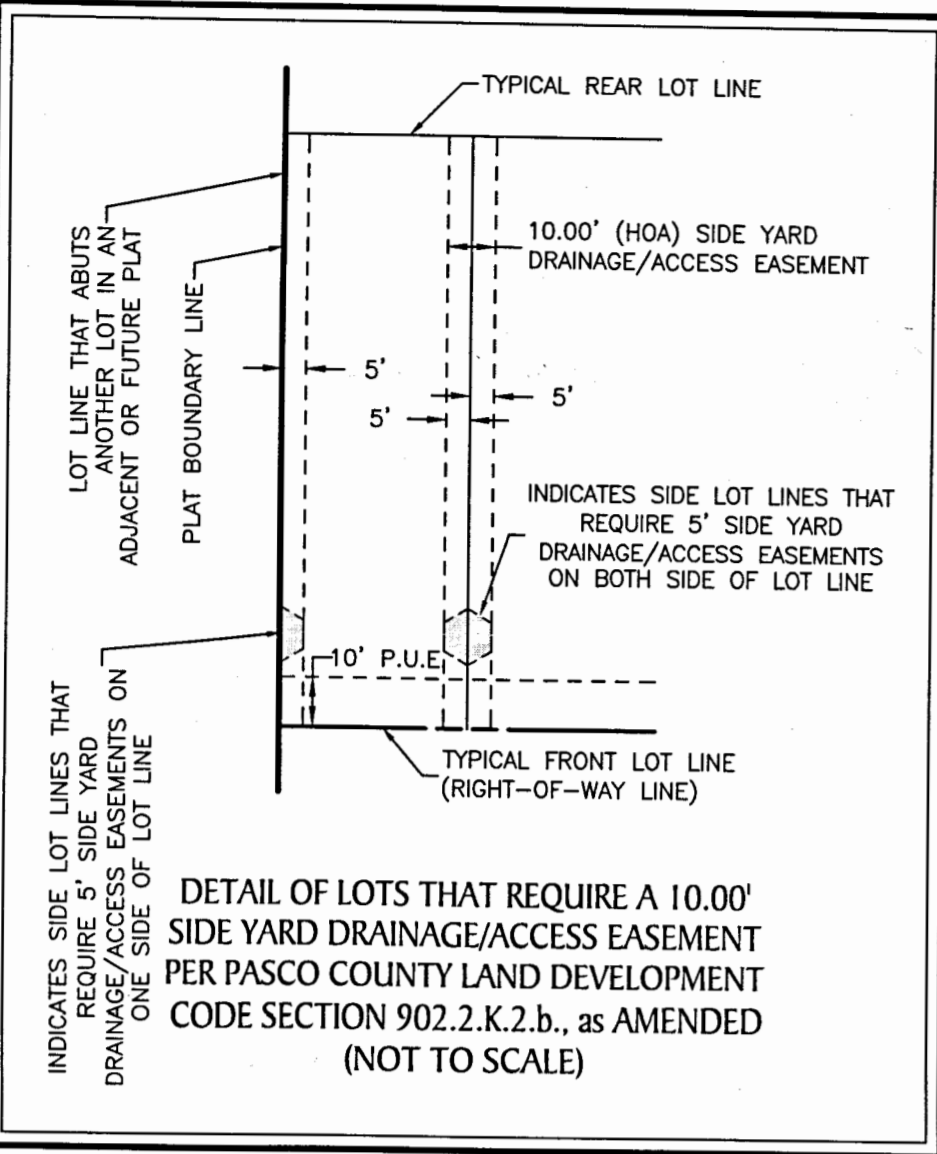 TYPICAL REAR LOT LINE
LOT LINE THAT ABUTS
ANOTHER LOT IN AN
ADJACENT OR FUTURE PLAT
PLAT BOUNDARY LINE
10.00' (HOA) SIDE YARD
DRAINAGE/ACCESS EASEMENT
5'
5'
5'
INDICATES SIDE LOT LINES THAT
REQUIRE 5' SIDE YARD
DRAINAGE/ACCESS EASEMENTS
ON BOTH SIDE OF LOT LINE
10' P.U.E
INDICATES SIDE LOT LINES THAT
REQUIRE 5' SIDE YARD
DRAINAGE/ACCESS EASEMENTS ON
ONE SIDE OF LOT LINE
TYPICAL FRONT LOT LINE
(RIGHT-OF-WAY LINE)
DETAIL OF LOTS THAT REQUIRE A 10.00'
SIDE YARD DRAINAGE/ACCESS EASEMENT
PER PASCO COUNTY LAND DEVELOPMENT
CODE SECTION 902.2.K.2.b., as AMENDED
(NOT TO SCALE)